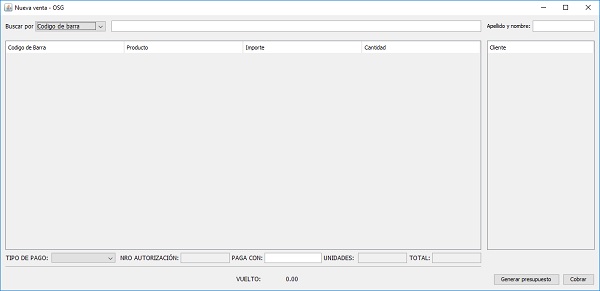 Nueva venta - OSG
Buscar por Codigo de barra Apellido y nombre:
Codigo de Barra Producto Importe Cantidad Cliente
TIPO DE PAGO: NRO AUTORIZACIÓN: PAGA CON: UNIDADES: TOTAL:
VUELTO: 0.00 Generar presupuesto Cobrar